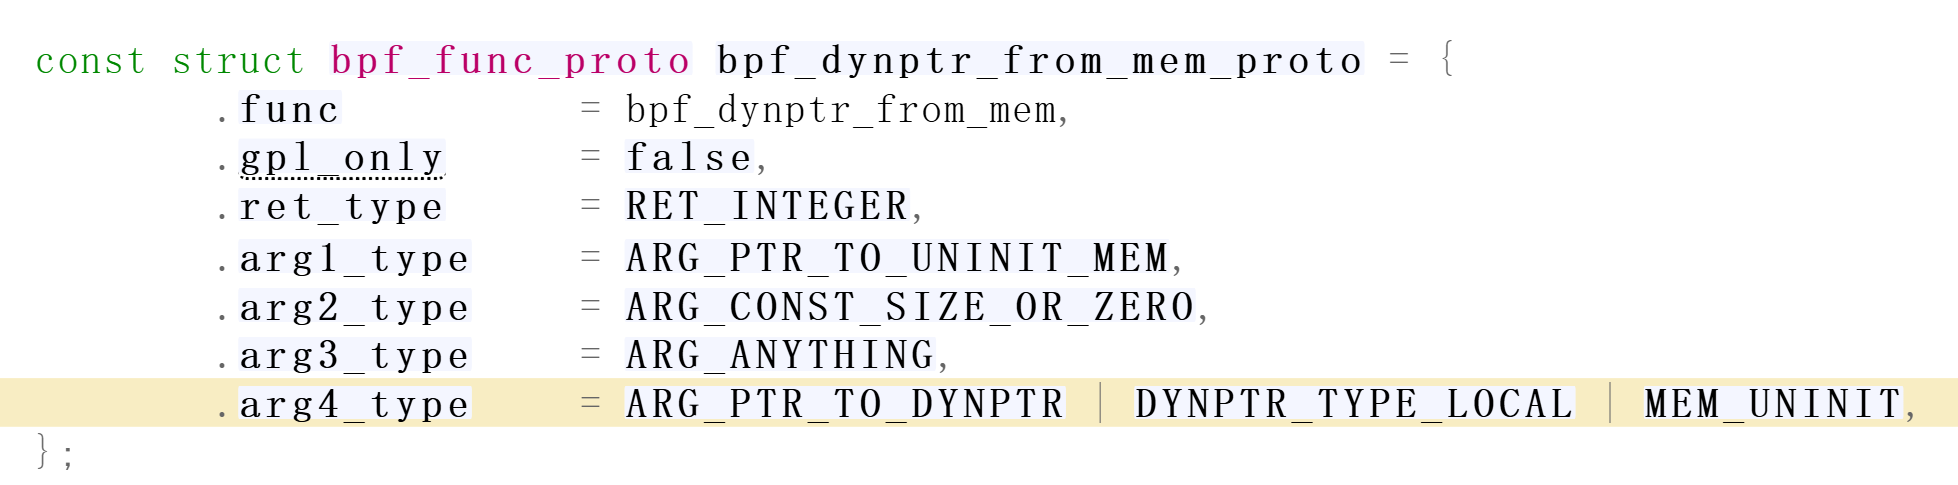 const struct bpf_func_proto bpf_dynptr_from_mem_proto = {
.func = bpf_dynptr_from_mem,
.gpl_only = false,
.ret_type = RET_INTEGER,
.arg1_type = ARG_PTR_TO_UNINIT_MEM,
.arg2_type = ARG_CONST_SIZE_OR_ZERO,
.arg3_type = ARG_ANYTHING,
.arg4_type = ARG_PTR_TO_DYNPTR | DYNPTR_TYPE_LOCAL | MEM_UNINIT,
};